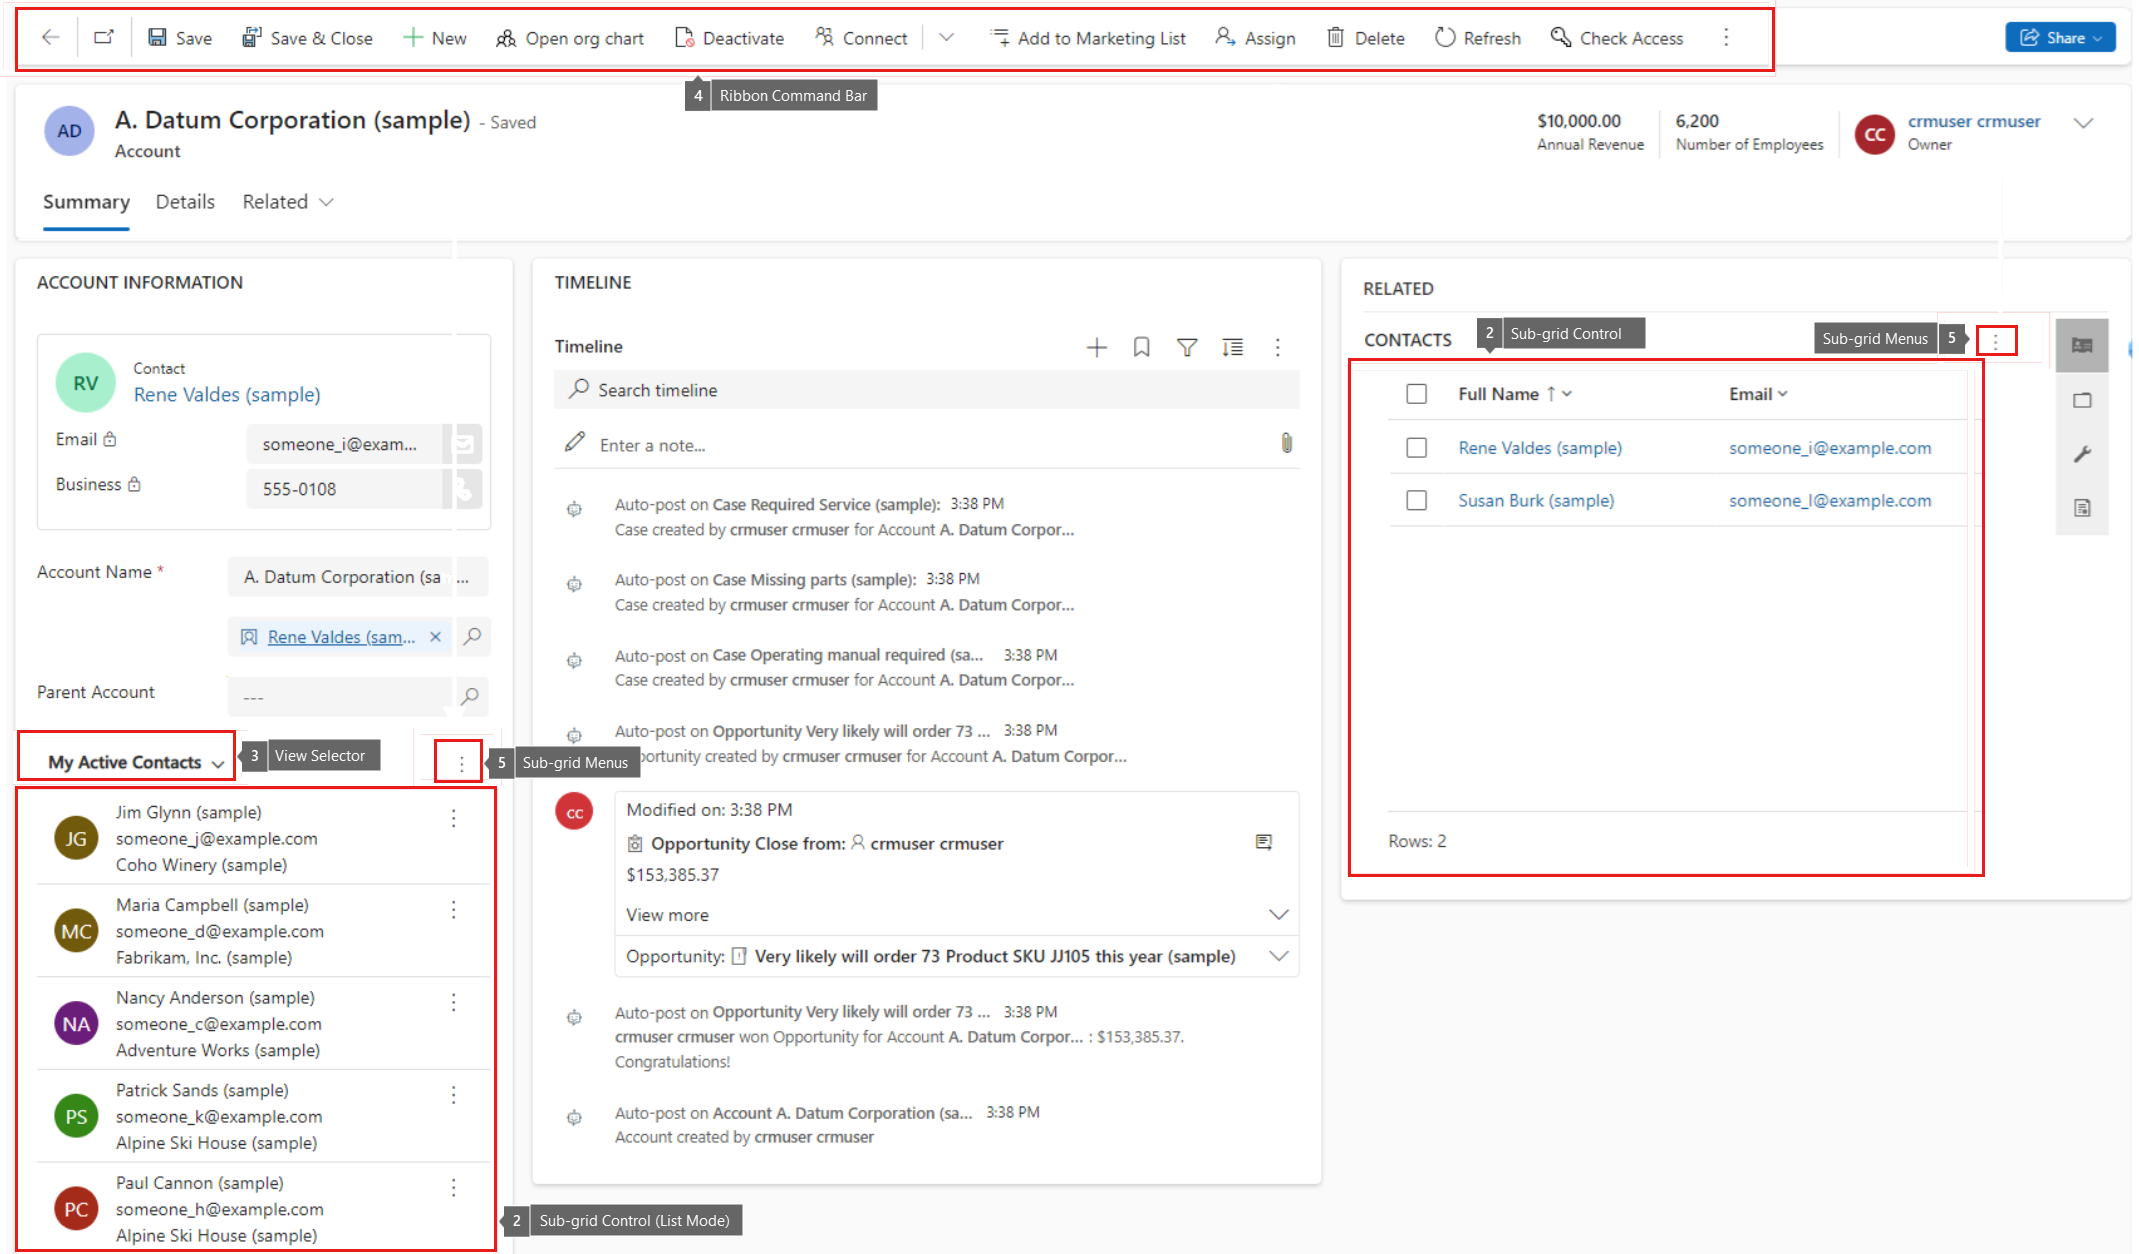 Save
Save & Close
New
Open org chart
Deactivate
Connect
Add to Marketing List
Assign
Delete
Refresh
Check Access
Share
4 Ribbon Command Bar
AD
A. Datum Corporation (sample) - Saved
Account
$10,000.00
Annual Revenue
6,200
Number of Employees
CC
crmuser crmuser
Owner
Summary
Details
Related
ACCOUNT INFORMATION
RV
Contact
Rene Valdes (sample)
Email
someone_i@exam...
Business
555-0108
Account Name *
A. Datum Corporation (sa ...
Rene Valdes (sam...
Parent Account
---
My Active Contacts
3 View Selector
5 Sub-grid Menus
JG
Jim Glynn (sample)
someone_j@example.com
Coho Winery (sample)
MC
Maria Campbell (sample)
someone_d@example.com
Fabrikam, Inc. (sample)
NA
Nancy Anderson (sample)
someone_c@example.com
Adventure Works (sample)
PS
Patrick Sands (sample)
someone_k@example.com
Alpine Ski House (sample)
PC
Paul Cannon (sample)
someone_h@example.com
Alpine Ski House (sample)
2 Sub-grid Control (List Mode)
TIMELINE
Timeline
Search timeline
Enter a note...
Auto-post on Case Required Service (sample): 3:38 PM
Case created by crmuser crmuser for Account A. Datum Corpor...
Auto-post on Case Missing parts (sample): 3:38 PM
Case created by crmuser crmuser for Account A. Datum Corpor...
Auto-post on Case Operating manual required (sa... 3:38 PM
Case created by crmuser crmuser for Account A. Datum Corpor...
Auto-post on Opportunity Very likely will order 73 ... 3:38 PM
portunity created by crmuser crmuser for Account A. Datum Corpor...
CC
Modified on: 3:38 PM
Opportunity Close from: crmuser crmuser
$153,385.37
View more
Opportunity: Very likely will order 73 Product SKU JJ105 this year (sample)
Auto-post on Opportunity Very likely will order 73 ... 3:38 PM
crmuser crmuser won Opportunity for Account A. Datum Corpor... : $153,385.37.
Congratulations!
Auto-post on Account A. Datum Corporation (sa... 3:38 PM
Account created by crmuser crmuser
RELATED
CONTACTS
2 Sub-grid Control
Sub-grid Menus 5
Full Name
Email
Rene Valdes (sample)
someone_i@example.com
Susan Burk (sample)
someone_l@example.com
Rows: 2